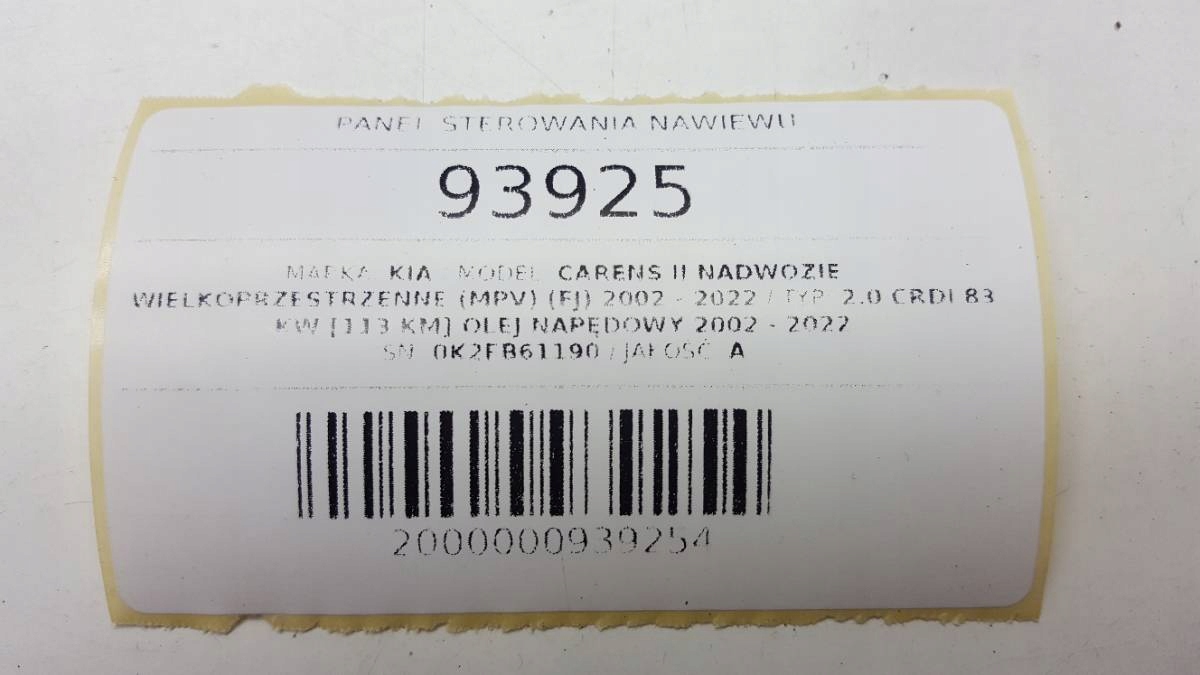 PANEL STEROWANIA NAWIEWU
93925
MARKA: KIA / MODEL: CARENS II NADWOZIE
WIELKOPRZESTRZENNE (MPV) (FJ) 2002 - 2022 / TYP: 2.0 CRDI 83
KW [113 KM] OLEJ NAPĘDOWY 2002 - 2022
SN: 0K2FB61190 / JAKOŚĆ: A
2000000939254